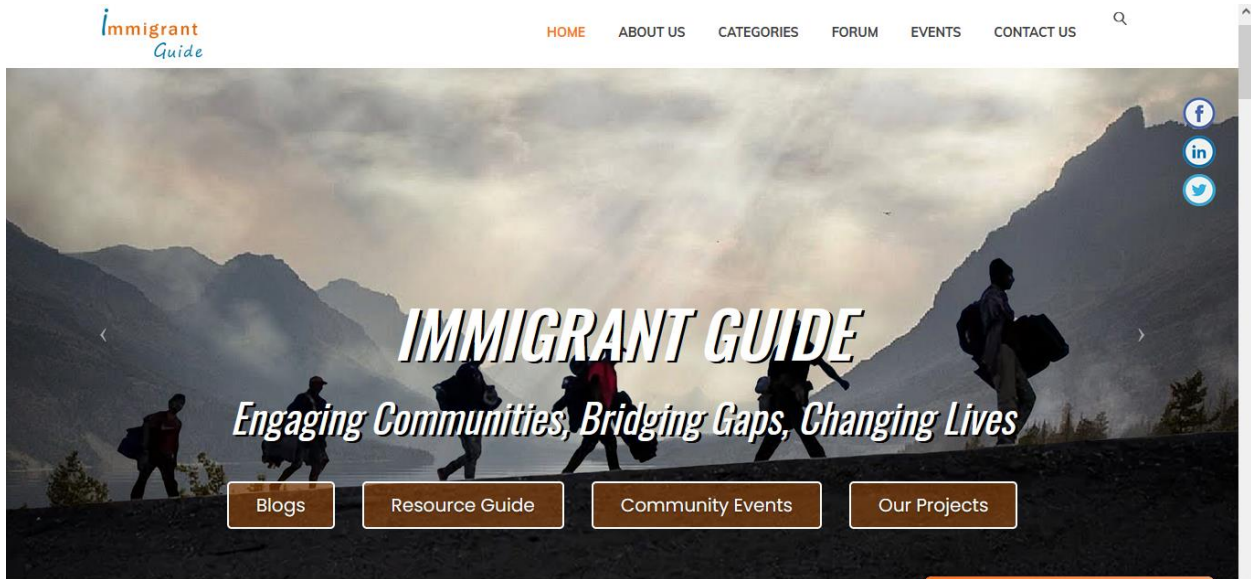 immigrant
Guide
HOME ABOUT US CATEGORIES FORUM EVENTS CONTACT US
f
in
IMMIGRANT GUIDE
Engaging Communities, Bridging Gaps, Changing Lives
Blogs Resource Guide Community Events Our Projects